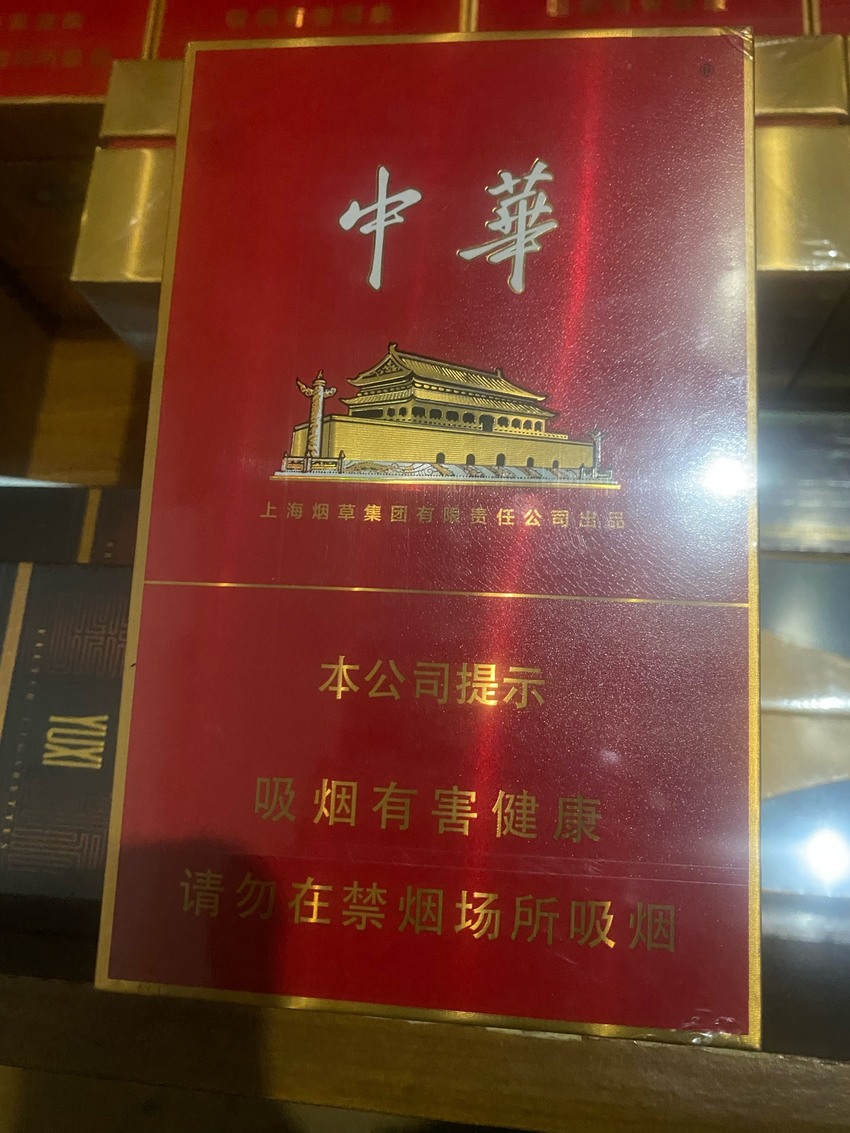 中華
上海烟草集团有限责任公司出品
本公司提示
吸烟有害健康
请勿在禁烟场所吸烟
YUXI